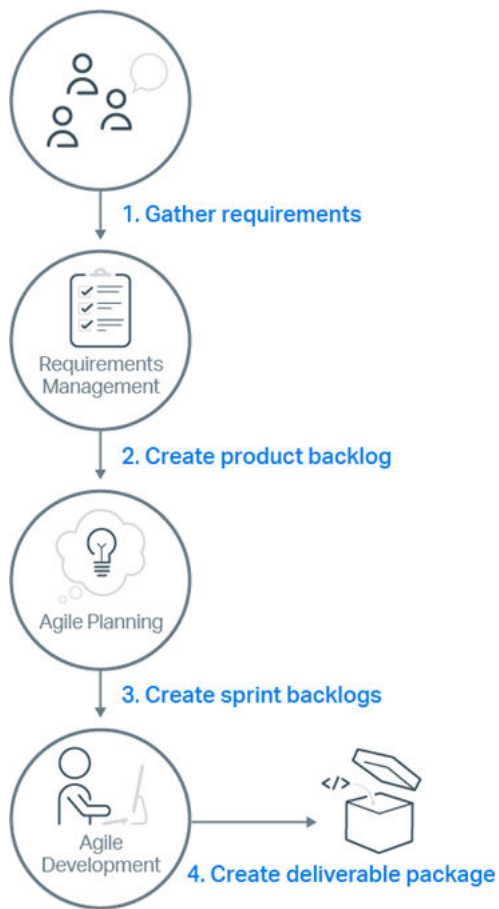 1. Gather requirements
Requirements
Management
2. Create product backlog
Agile Planning
3. Create sprint backlogs
</>
Agile
Development
4. Create deliverable package